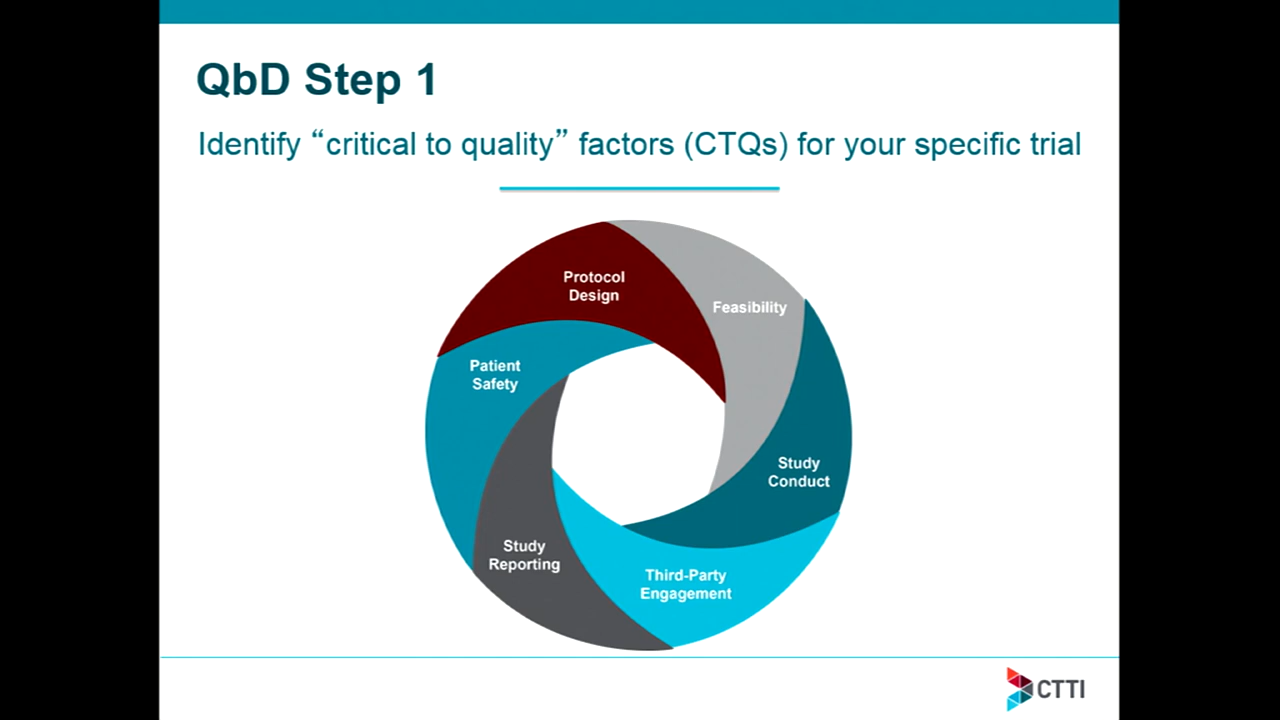 QbD Step 1
Identify “critical to quality” factors (CTQs) for your specific trial
Protocol
Design
Feasibility
Patient
Safety
Study
Conduct
Study
Reporting
Third-Party
Engagement
CTTI